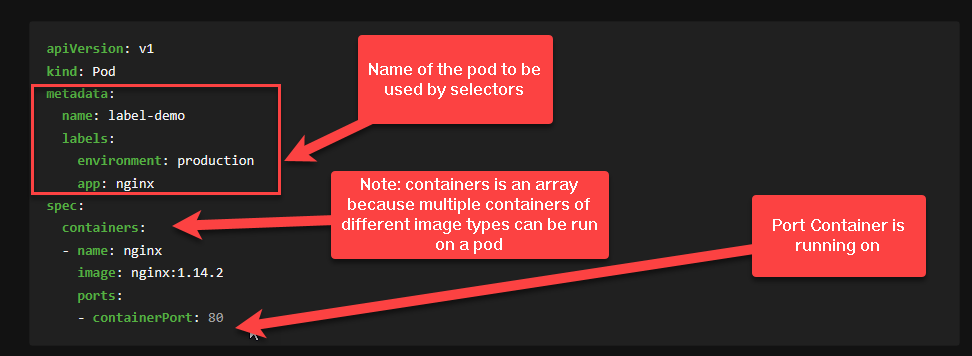 apiVersion: v1
kind: Pod
metadata:
  name: label-demo
  labels:
    environment: production
    app: nginx
spec:
  containers:
  - name: nginx
    image: nginx:1.14.2
    ports:
    - containerPort: 80
Name of the pod to be
used by selectors
Note: containers is an array
because multiple containers of
different image types can be run
on a pod
Port Container is
running on